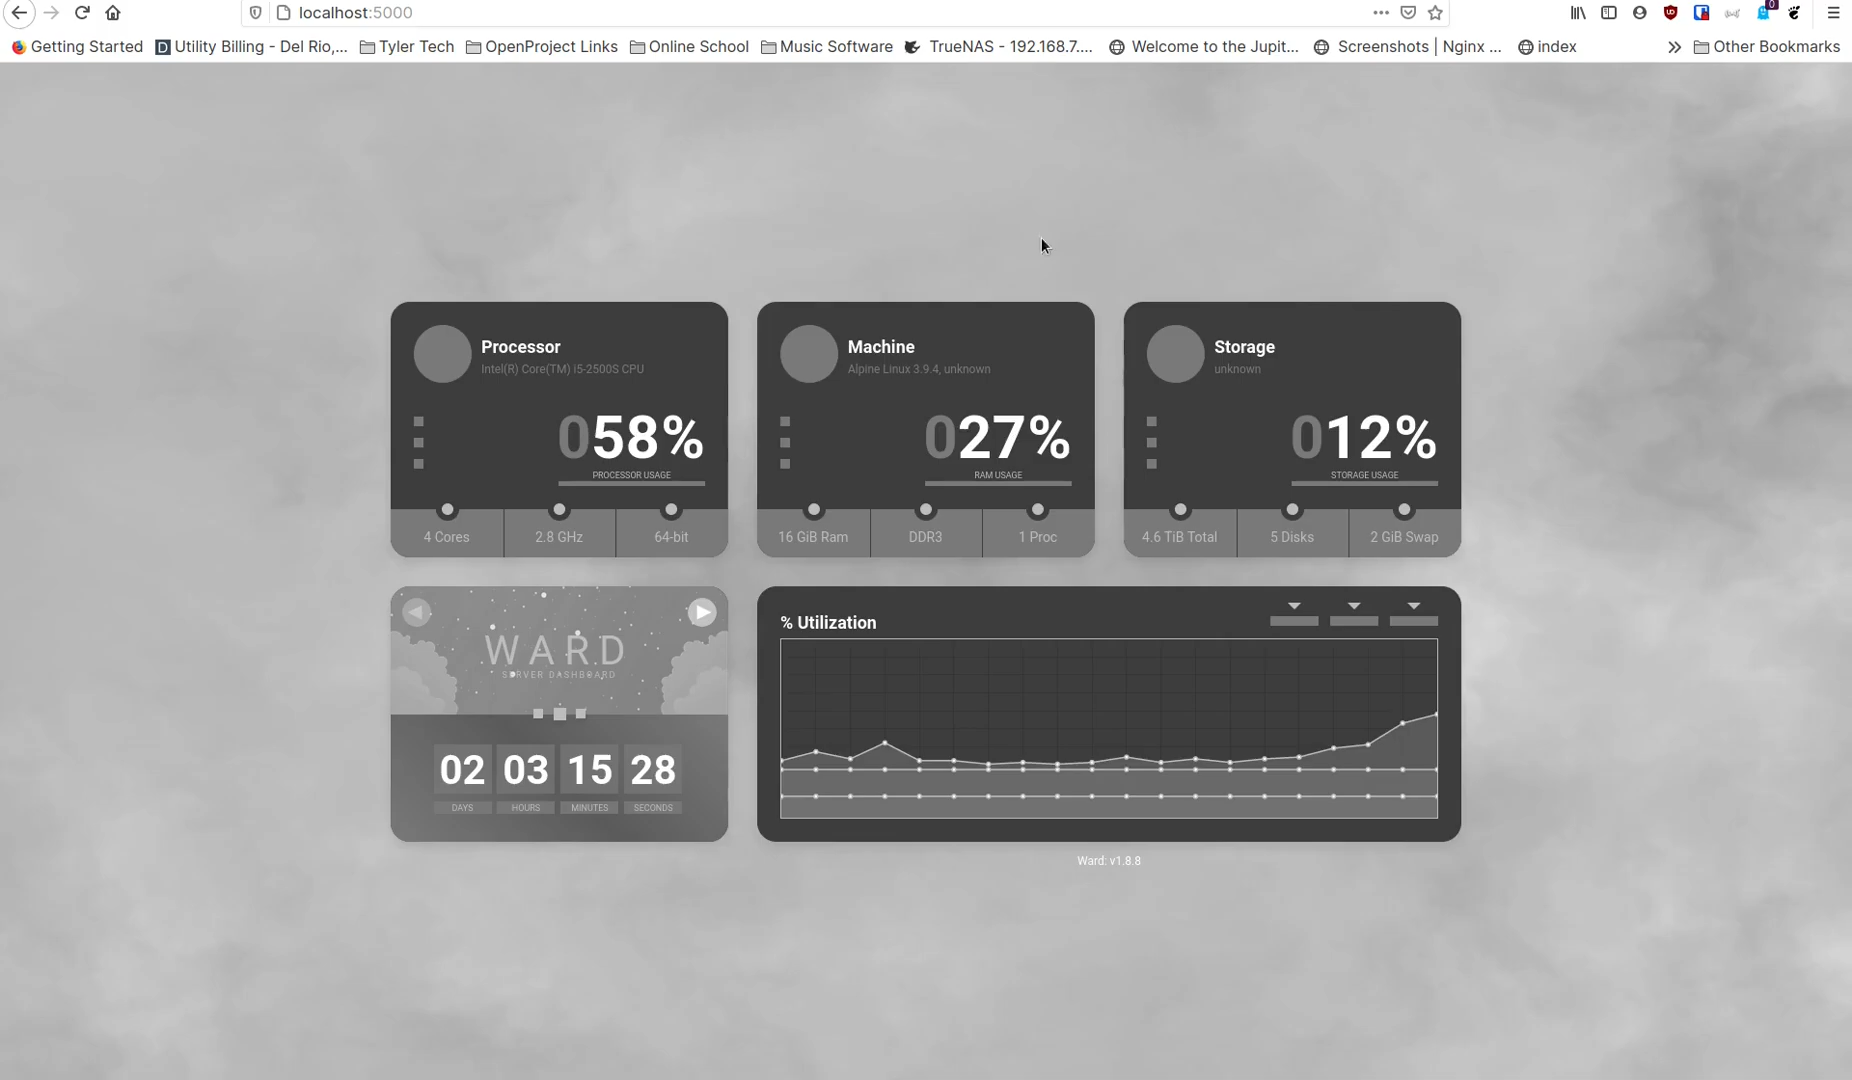 localhost:5000
0
Getting Started
Utility Billing - Del Rio,...
Tyler Tech
OpenProject Links
Online School
Music Software
TrueNAS - 192.168.7....
Welcome to the Jupit...
Screenshots | Nginx ...
index
Other Bookmarks
Processor
Intel(R) Core(TM) i5-2500S CPU
058%
PROCESSOR USAGE
4 Cores
2.8 GHz
64-bit
Machine
Alpine Linux 3.9.4, unknown
027%
RAM USAGE
16 GiB Ram
DDR3
1 Proc
Storage
unknown
012%
STORAGE USAGE
4.6 TiB Total
5 Disks
2 GiB Swap
WARD
SERVER DASHBOARD
02 03 15 28
DAYS HOURS MINUTES SECONDS
% Utilization
Ward: v1.8.8